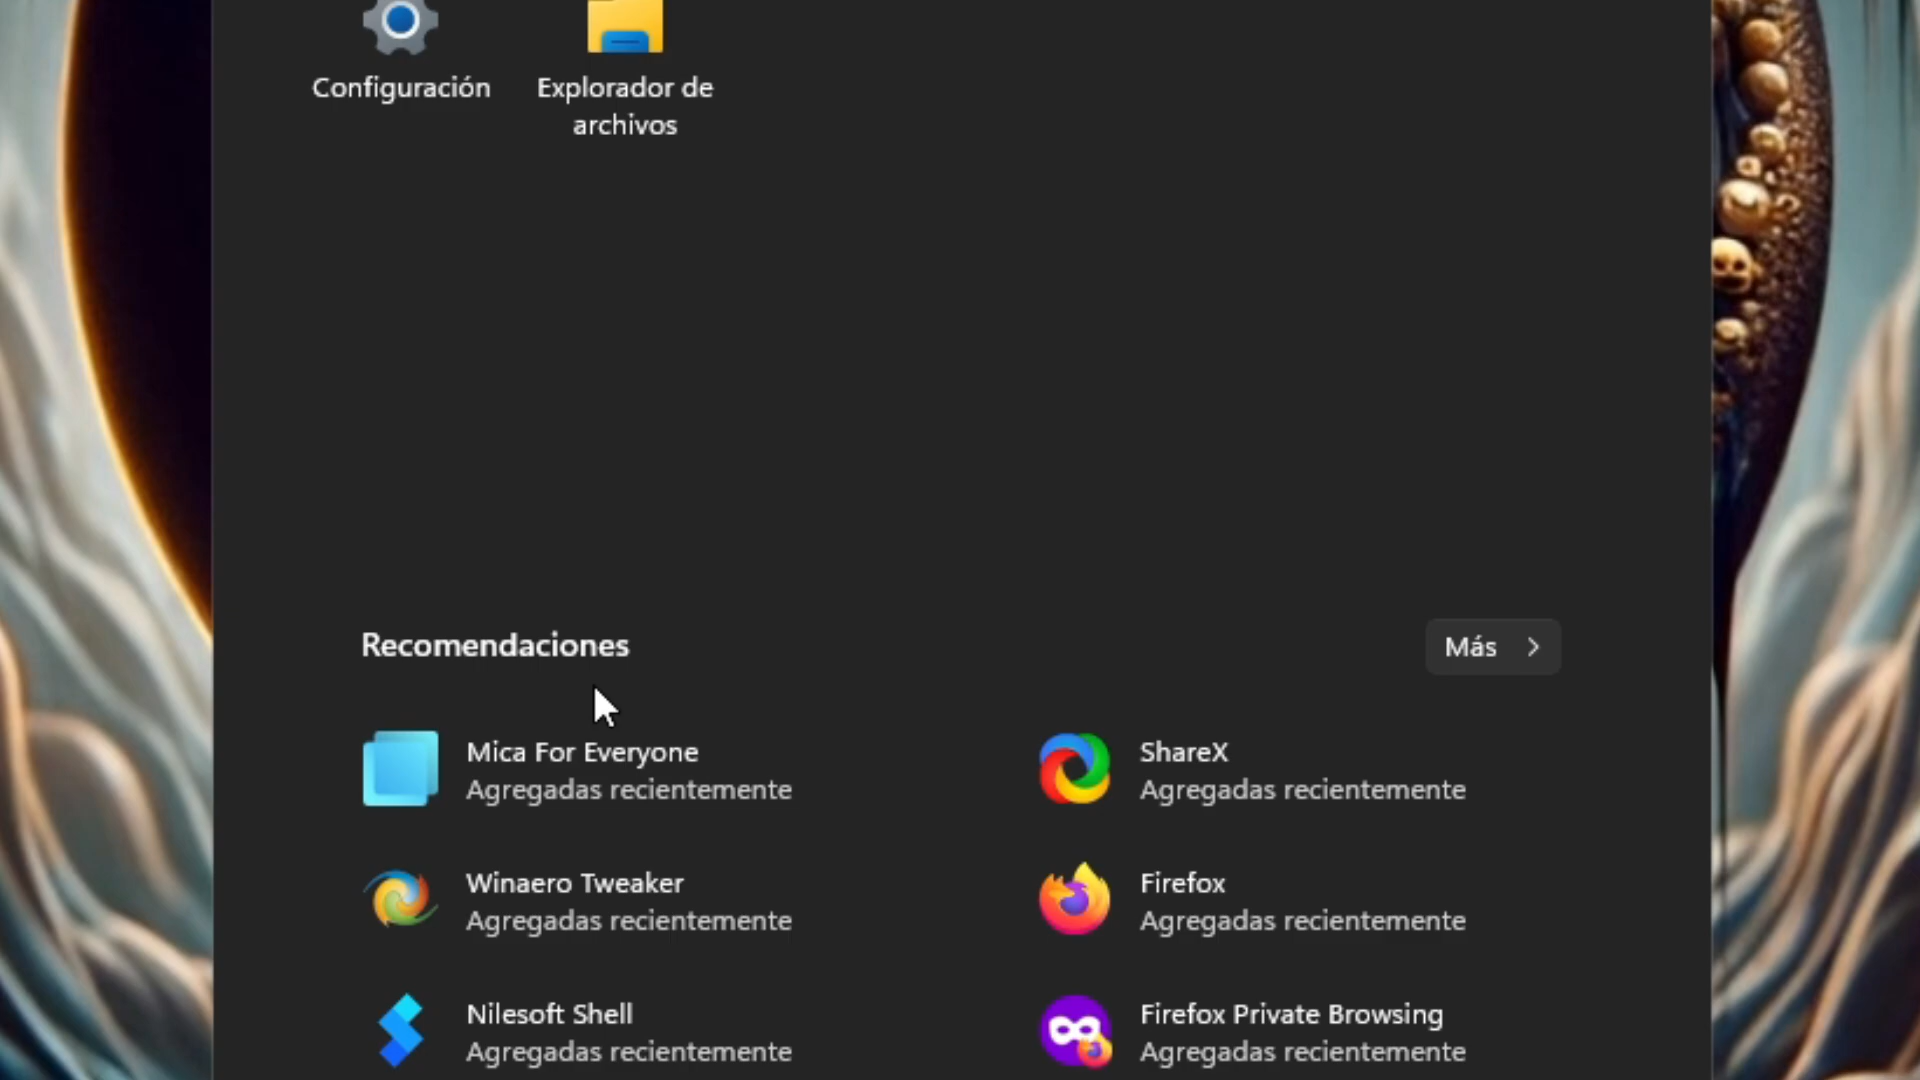 Configuración
Explorador de
archivos
Recomendaciones
Más
Mica For Everyone
Agregadas recientemente
ShareX
Agregadas recientemente
Winaero Tweaker
Agregadas recientemente
Firefox
Agregadas recientemente
Nilesoft Shell
Agregadas recientemente
Firefox Private Browsing
Agregadas recientemente